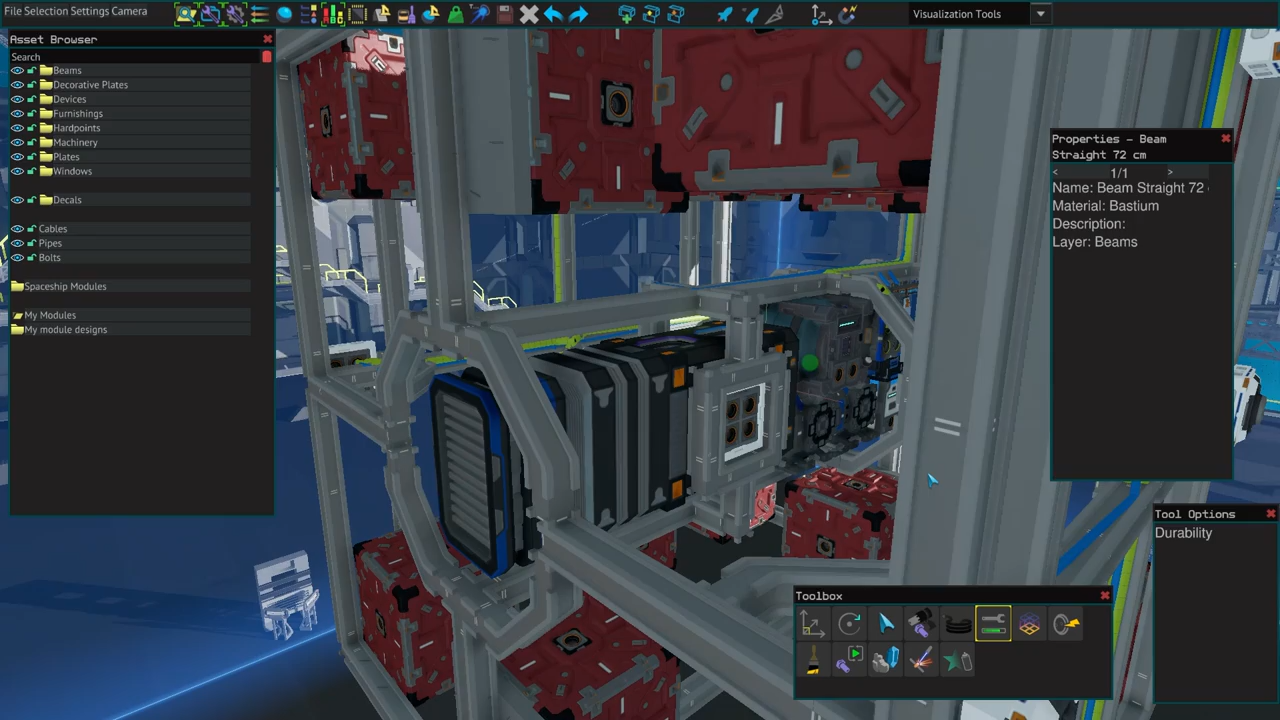 File Selection Settings Camera
Visualization Tools
Asset Browser
Search
Beams
Decorative Plates
Devices
Furnishings
Hardpoints
Machinery
Plates
Windows
Decals
Cables
Pipes
Bolts
Spaceship Modules
My Modules
My module designs
Properties - Beam
Straight 72 cm
< 1/1 >
Name: Beam Straight 72
Material: Bastium
Description:
Layer: Beams
Tool Options
Durability
Toolbox